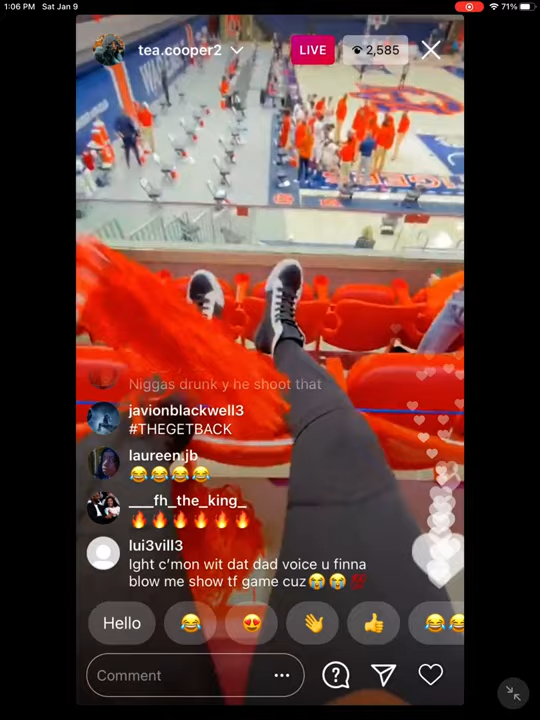 1:06 PM Sat Jan 9
71%
tea.cooper2
LIVE
2,585
Niggas drunk y he shoot that
javionblackwell3
#THEGETBACK
laureen.jb
😂😂😂😂
___fh_the_king_
🔥🔥🔥🔥🔥🔥
lui3vill3
Ight c'mon wit dat dad voice u finna
blow me show tf game cuz😭😭💯
Hello 😂 😍 👋 👍 😂😂
Comment